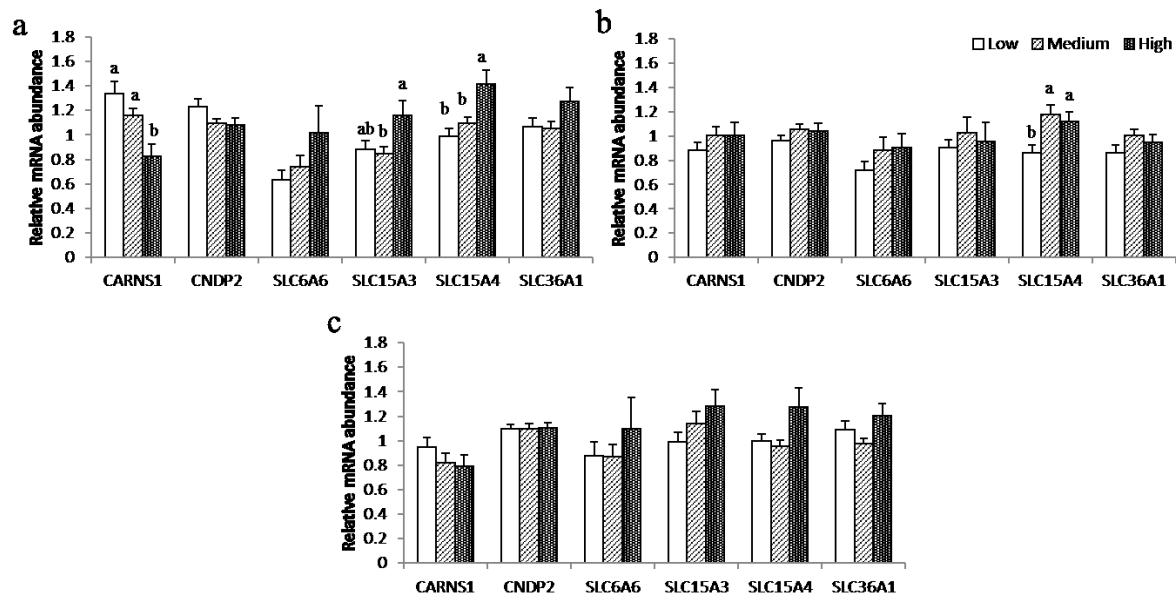 a
Relative mRNA abundance
1.8
1.6
1.4
1.2
1
0.8
0.6
0.4
0.2
0
a
a
b
ab
b
a
b
b
a
CARNS1 CNDP2 SLC6A6 SLC15A3 SLC15A4 SLC36A1
b
Relative mRNA abundance
1.8
1.6
1.4
1.2
1
0.8
0.6
0.4
0.2
0
Low Medium High
b
a
a
CARNS1 CNDP2 SLC6A6 SLC15A3 SLC15A4 SLC36A1
c
Relative mRNA abundance
1.8
1.6
1.4
1.2
1
0.8
0.6
0.4
0.2
0
CARNS1 CNDP2 SLC6A6 SLC15A3 SLC15A4 SLC36A1